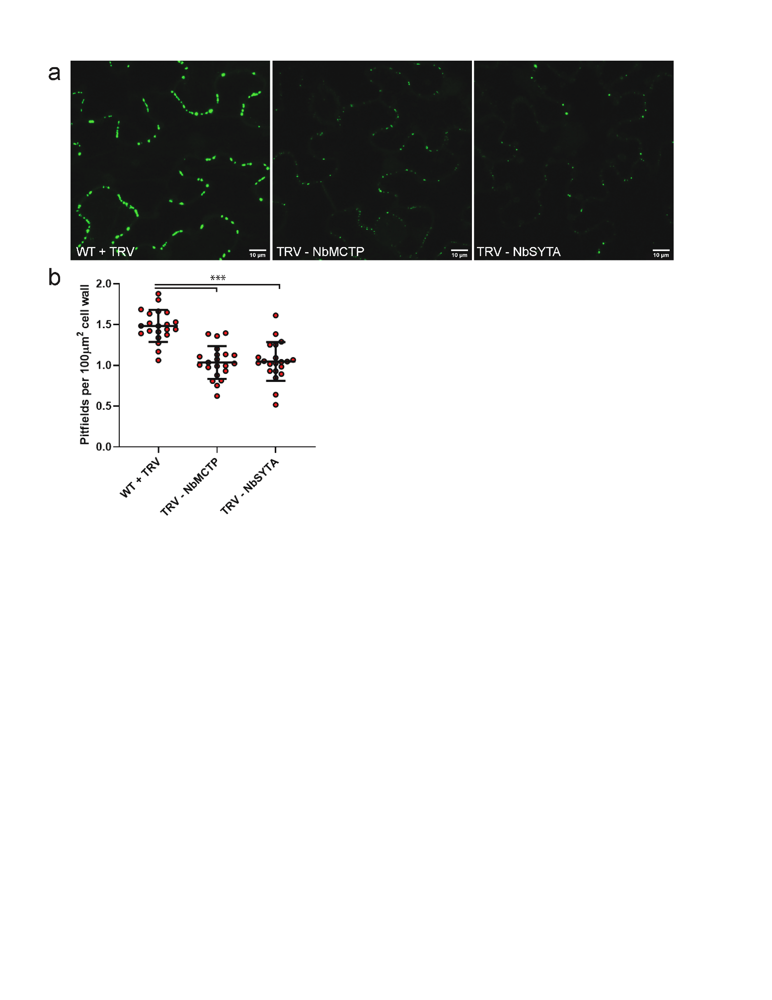 a
WT + TRV
10 µm
TRV - NbMCTP
10 µm
TRV - NbSYTA
10 µm
b
***
Pitfields per 100µm² cell wall
2.0
1.5
1.0
0.5
0.0
WT + TRV
TRV - NbMCTP
TRV - NbSYTA